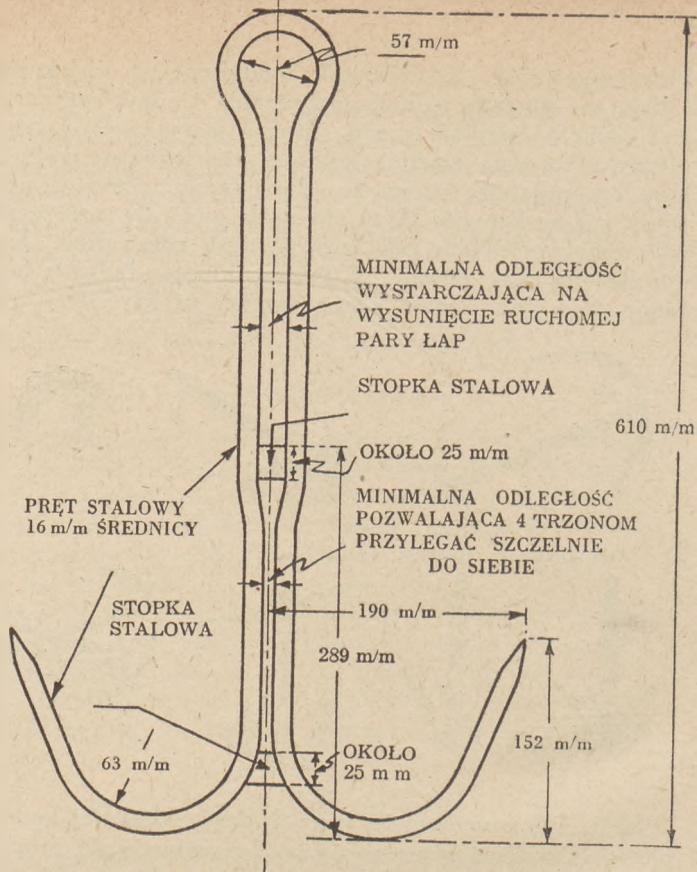 57 m/m
MINIMALNA ODLEGŁOŚĆ
WYSTARCZAJĄCA NA
WYSUNIĘCIE RUCHOMEJ
PARY ŁAP
STOPKA STALOWA
610 m/m
OKOŁO 25 m/m
PRĘT STALOWY
16 m/m ŚREDNICY
MINIMALNA ODLEGŁOŚĆ
POZWALAJĄCA 4 TRZONOM
PRZYLEGAĆ SZCZELNIE
DO SIEBIE
STOPKA
STALOWA
190 m/m
289 m/m
152 m/m
63 m/m
OKOŁO
25 m m